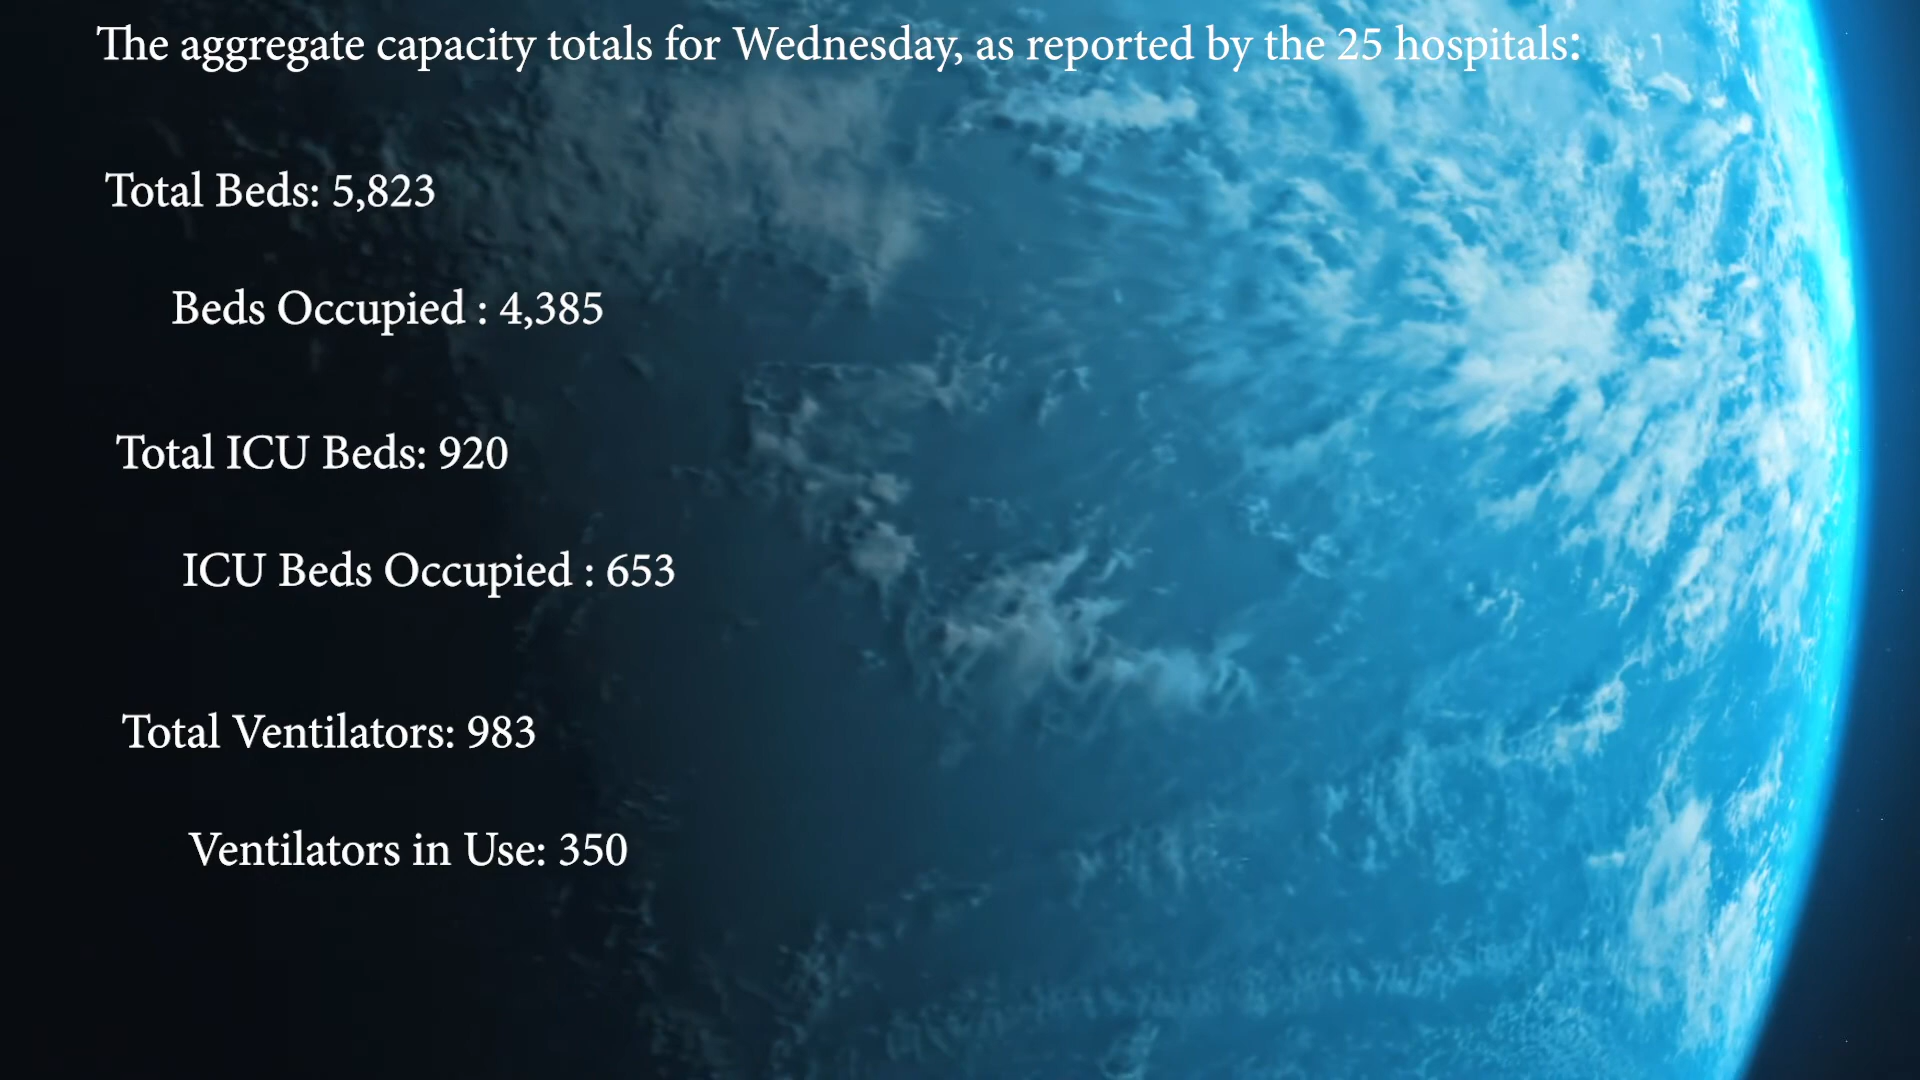 The aggregate capacity totals for Wednesday, as reported by the 25 hospitals:
Total Beds: 5,823
Beds Occupied : 4,385
Total ICU Beds: 920
ICU Beds Occupied : 653
Total Ventilators: 983
Ventilators in Use: 350